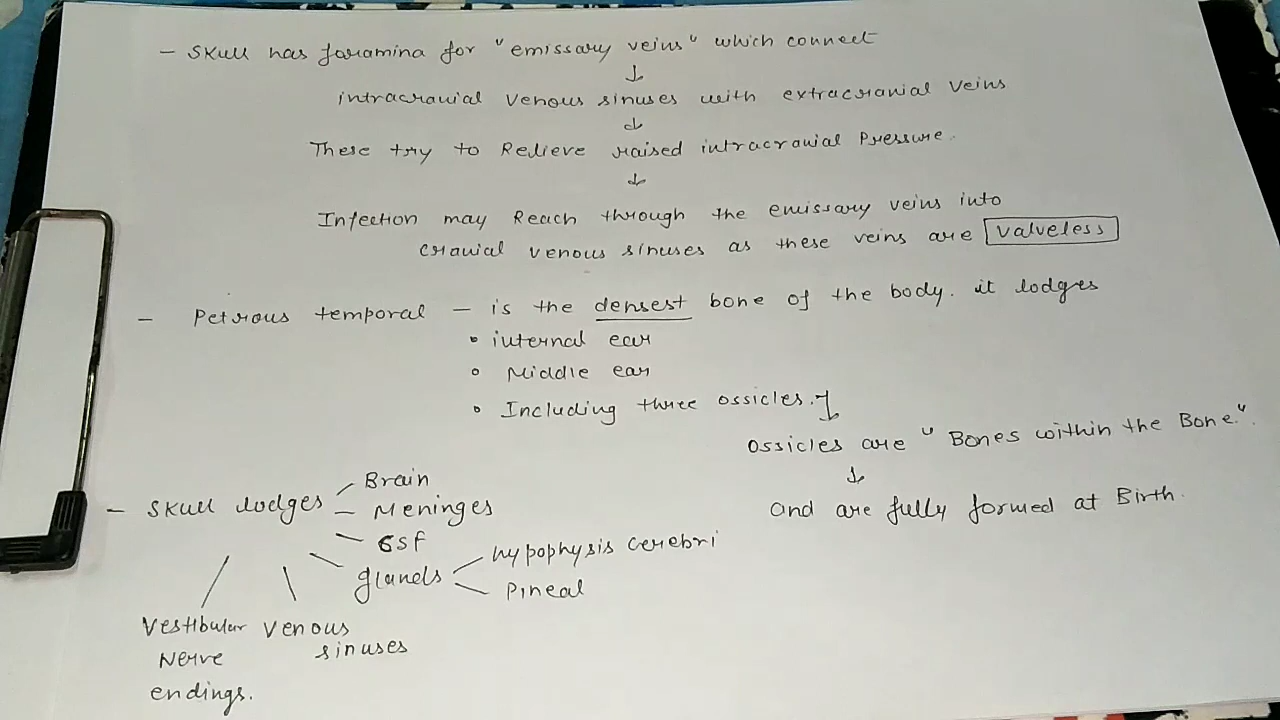 - Skull has foramina for "emissary veins" which connect
↓
intracranial venous sinuses with extracranial veins
↓
These try to Relieve raised intracranial Pressure.
↓
Infection may Reach through the emissary veins into
cranial venous sinuses as these veins are valveless
- Petrous temporal - is the densest bone of the body. it lodges
• internal ear
• Middle ear
• Including three ossicles.
↓
Ossicles are "Bones within the Bone".
↓
and are fully formed at Birth.
- Skull lodges
Brain
Meninges
CSF
glands
hypophysis cerebri
Pineal
Venous
sinuses
Vestibular
Nerve
endings.